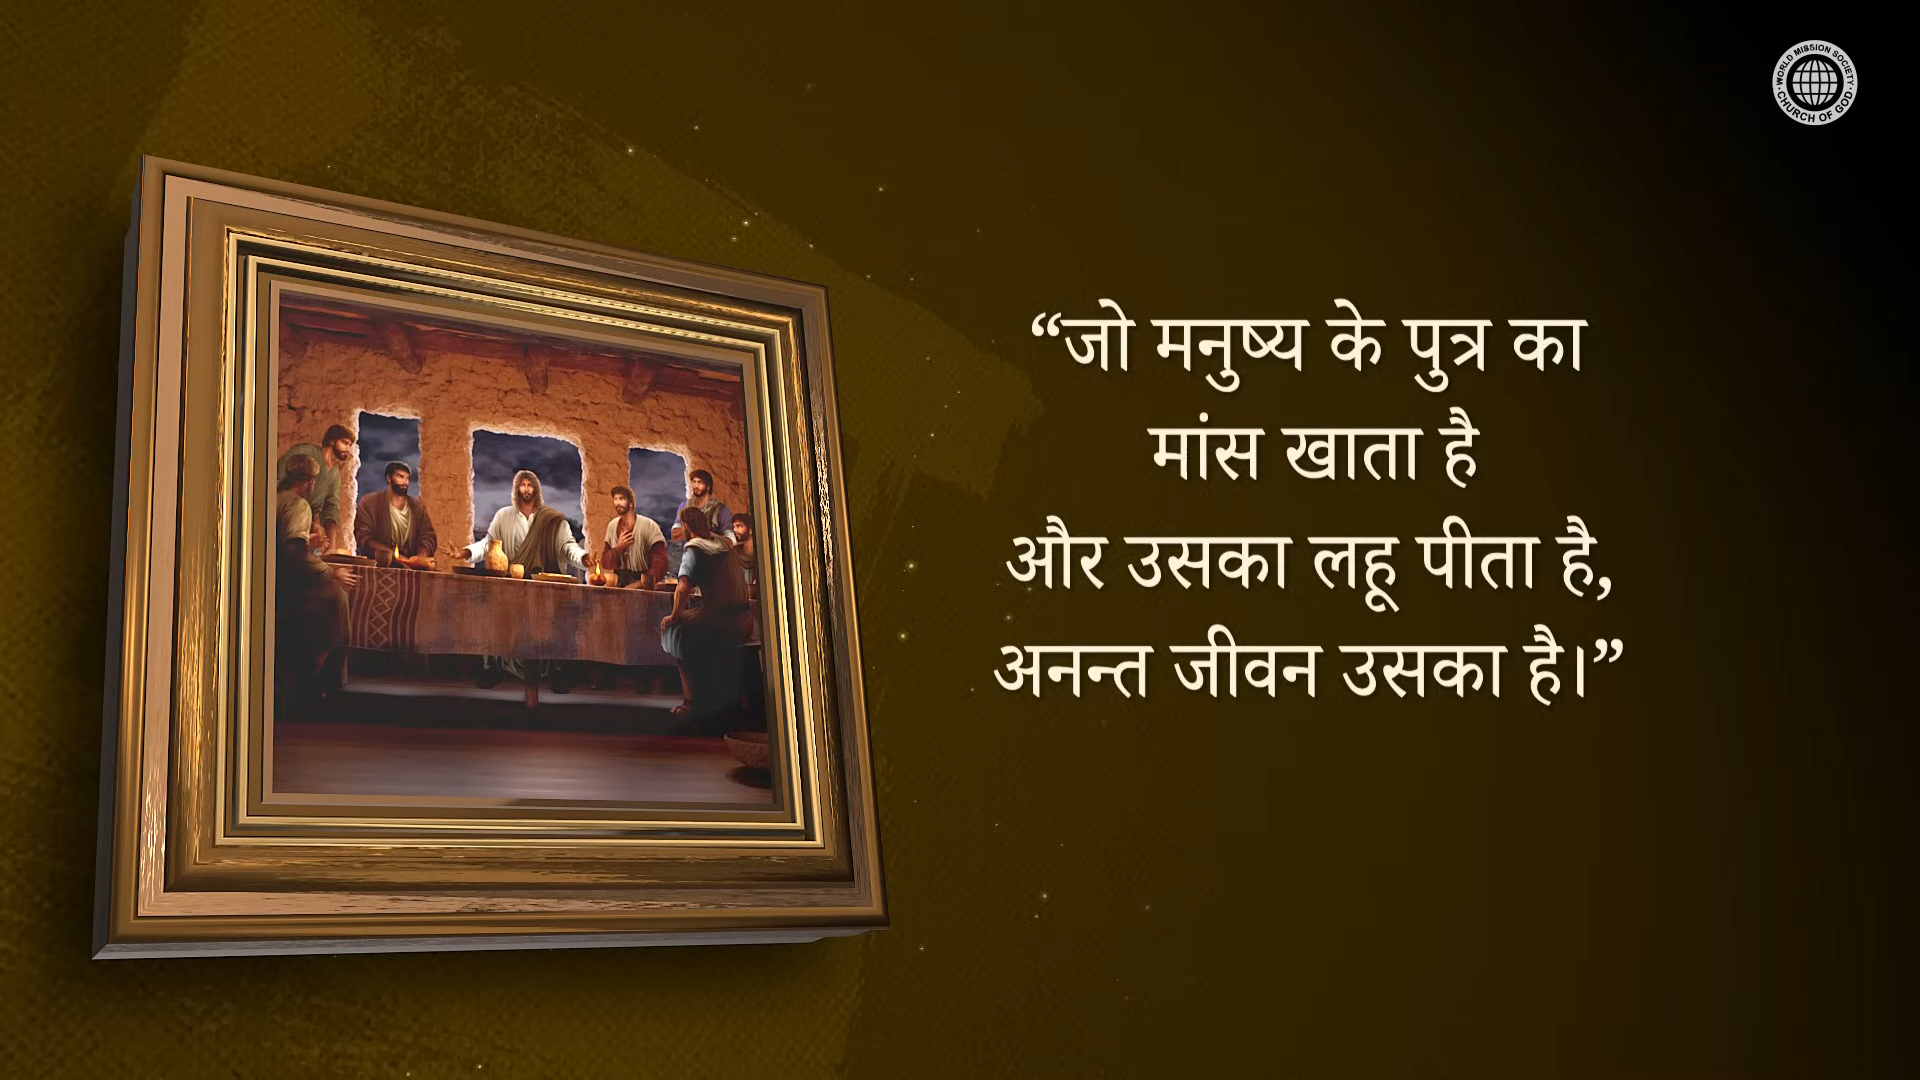 WORLD MISSION SOCIETY
CHURCH OF GOD
“जो मनुष्य के पुत्र का
मांस खाता है
और उसका लहू पीता है,
अनन्त जीवन उसका है।”